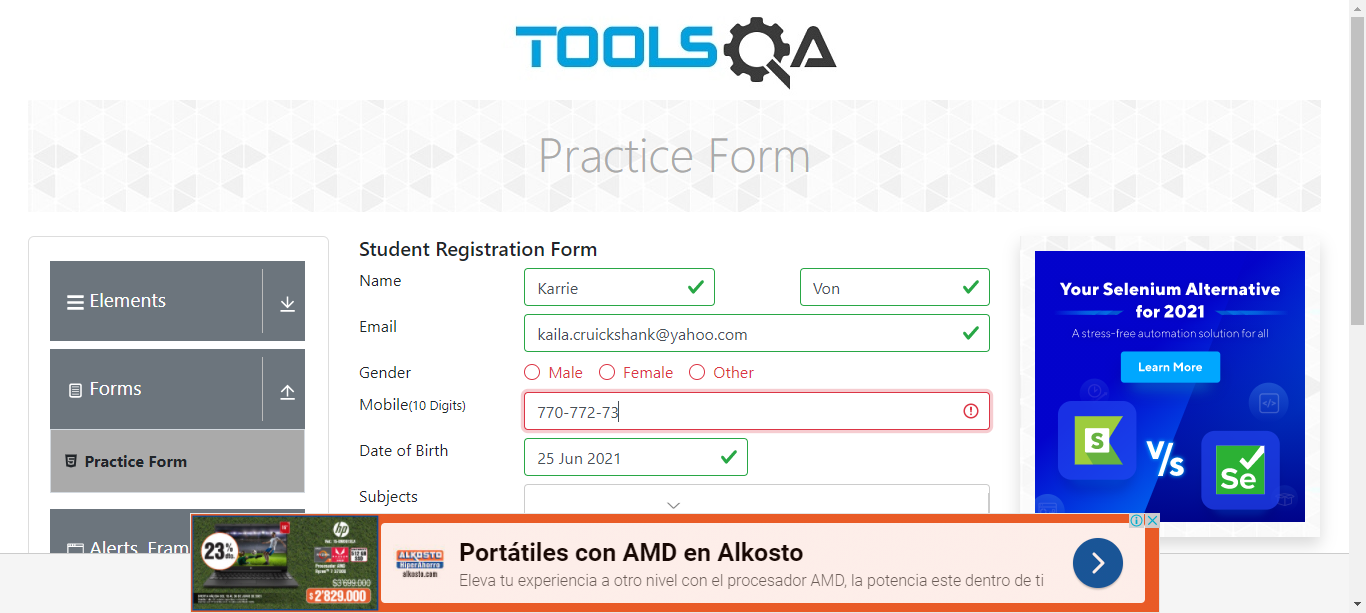 TOOLSQA
Practice Form
Elements
Forms
Practice Form
Alerts, Fram
Student Registration Form
Name
Karrie
Von
Email
kaila.cruickshank@yahoo.com
Gender
Male
Female
Other
Mobile(10 Digits)
770-772-73
Date of Birth
25 Jun 2021
Subjects
Your Selenium Alternative
for 2021
A stress-free automation solution for all
Learn More
S
V/s
Se
23%
dto.
hp
$3'699.000
$2'829.000
ALKOSTO
HiperAhorro
alkosto.com
Portátiles con AMD en Alkosto
Eleva tu experiencia a otro nivel con el procesador AMD, la potencia este dentro de ti